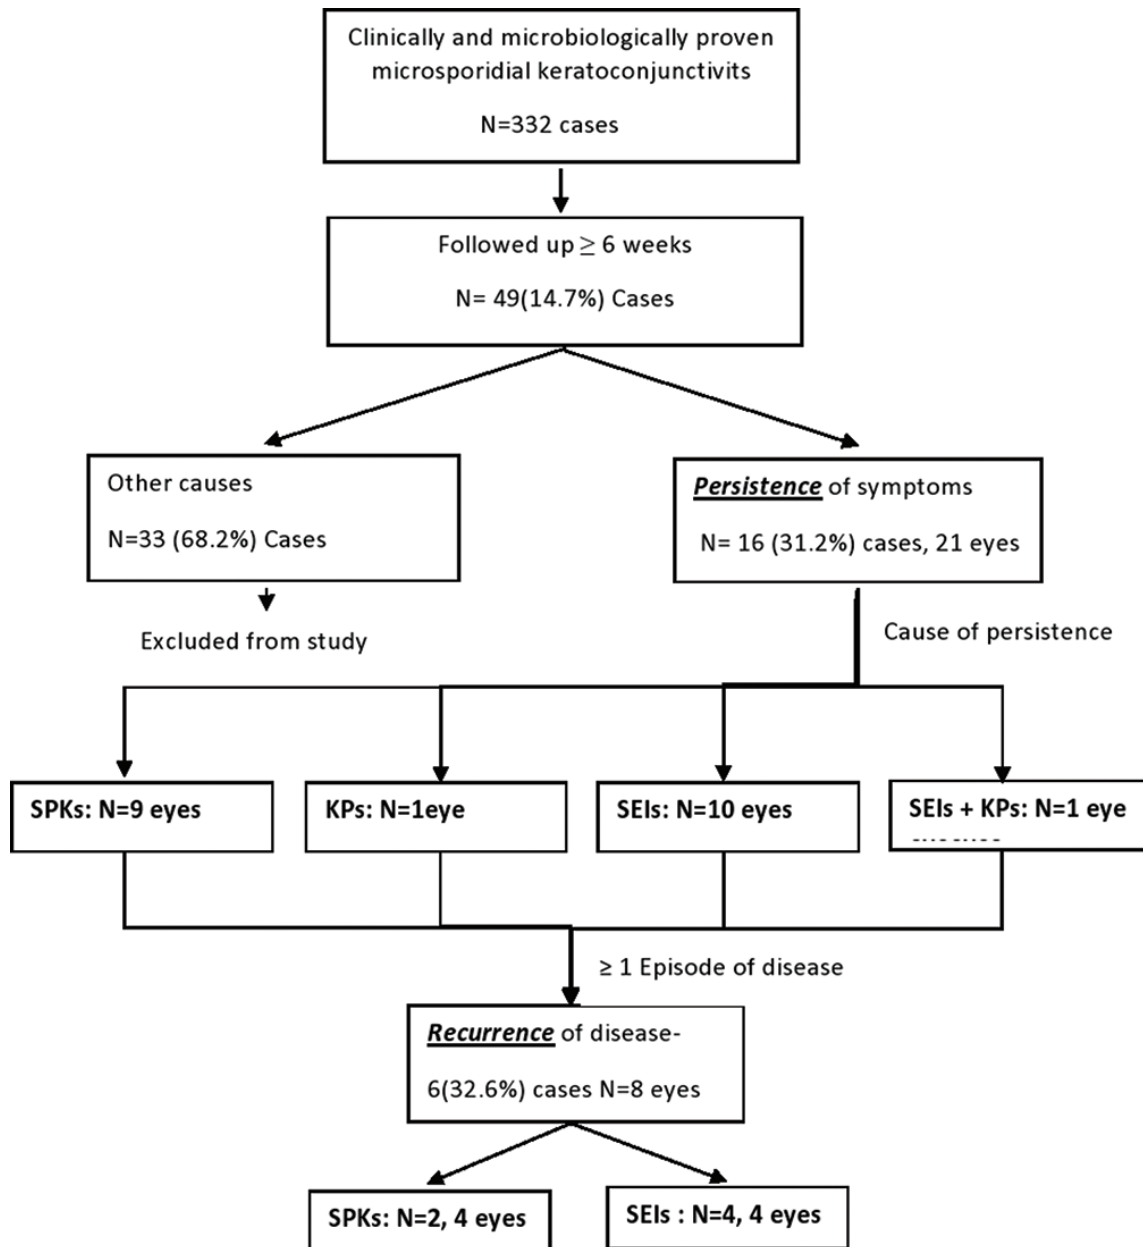 Clinically and microbiologically proven
microsporidial keratoconjunctivits
N=332 cases
Followed up ≥ 6 weeks
N= 49(14.7%) Cases
Other causes
N=33 (68.2%) Cases
Persistence of symptoms
N= 16 (31.2%) cases, 21 eyes
Excluded from study
Cause of persistence
SPKs: N=9 eyes
KPs: N=1eye
SEIs: N=10 eyes
SEIs + KPs: N=1 eye
≥ 1 Episode of disease
Recurrence of disease-
6(32.6%) cases N=8 eyes
SPKs: N=2, 4 eyes
SEIs : N=4, 4 eyes